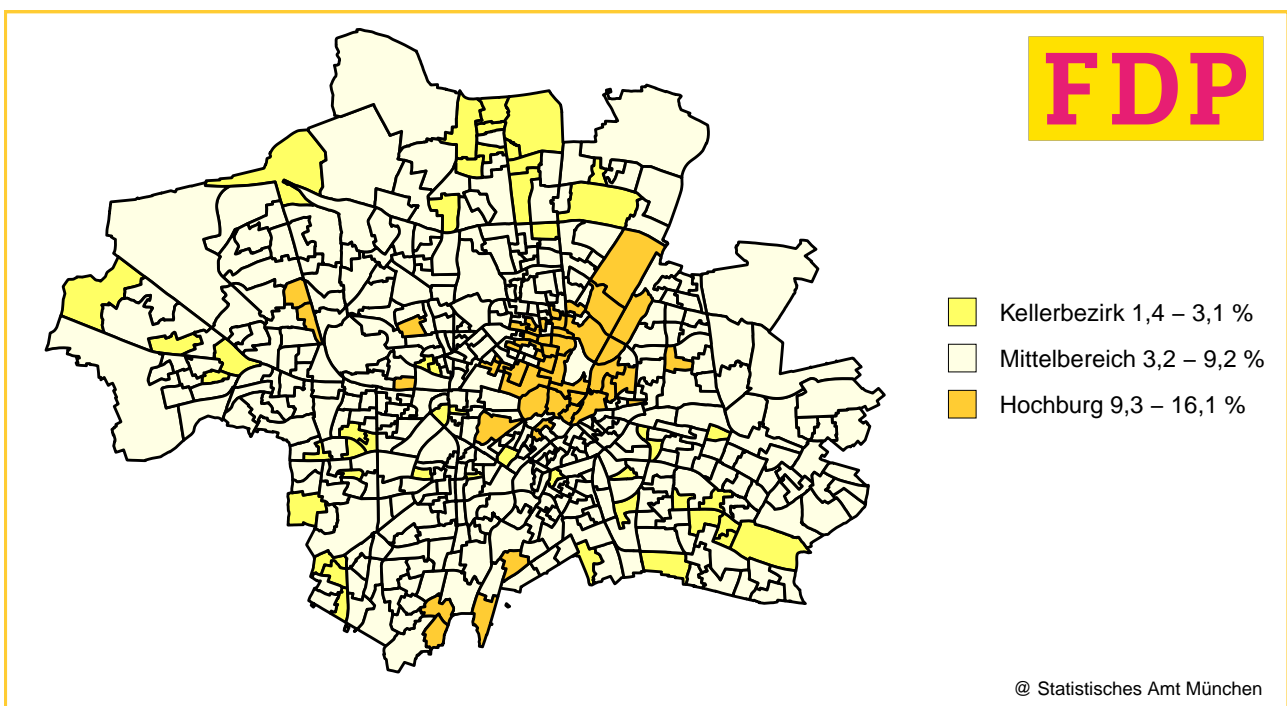 FDP
Kellerbezirk 1,4 – 3,1 %
Mittelbereich 3,2 – 9,2 %
Hochburg 9,3 – 16,1 %
@ Statistisches Amt München